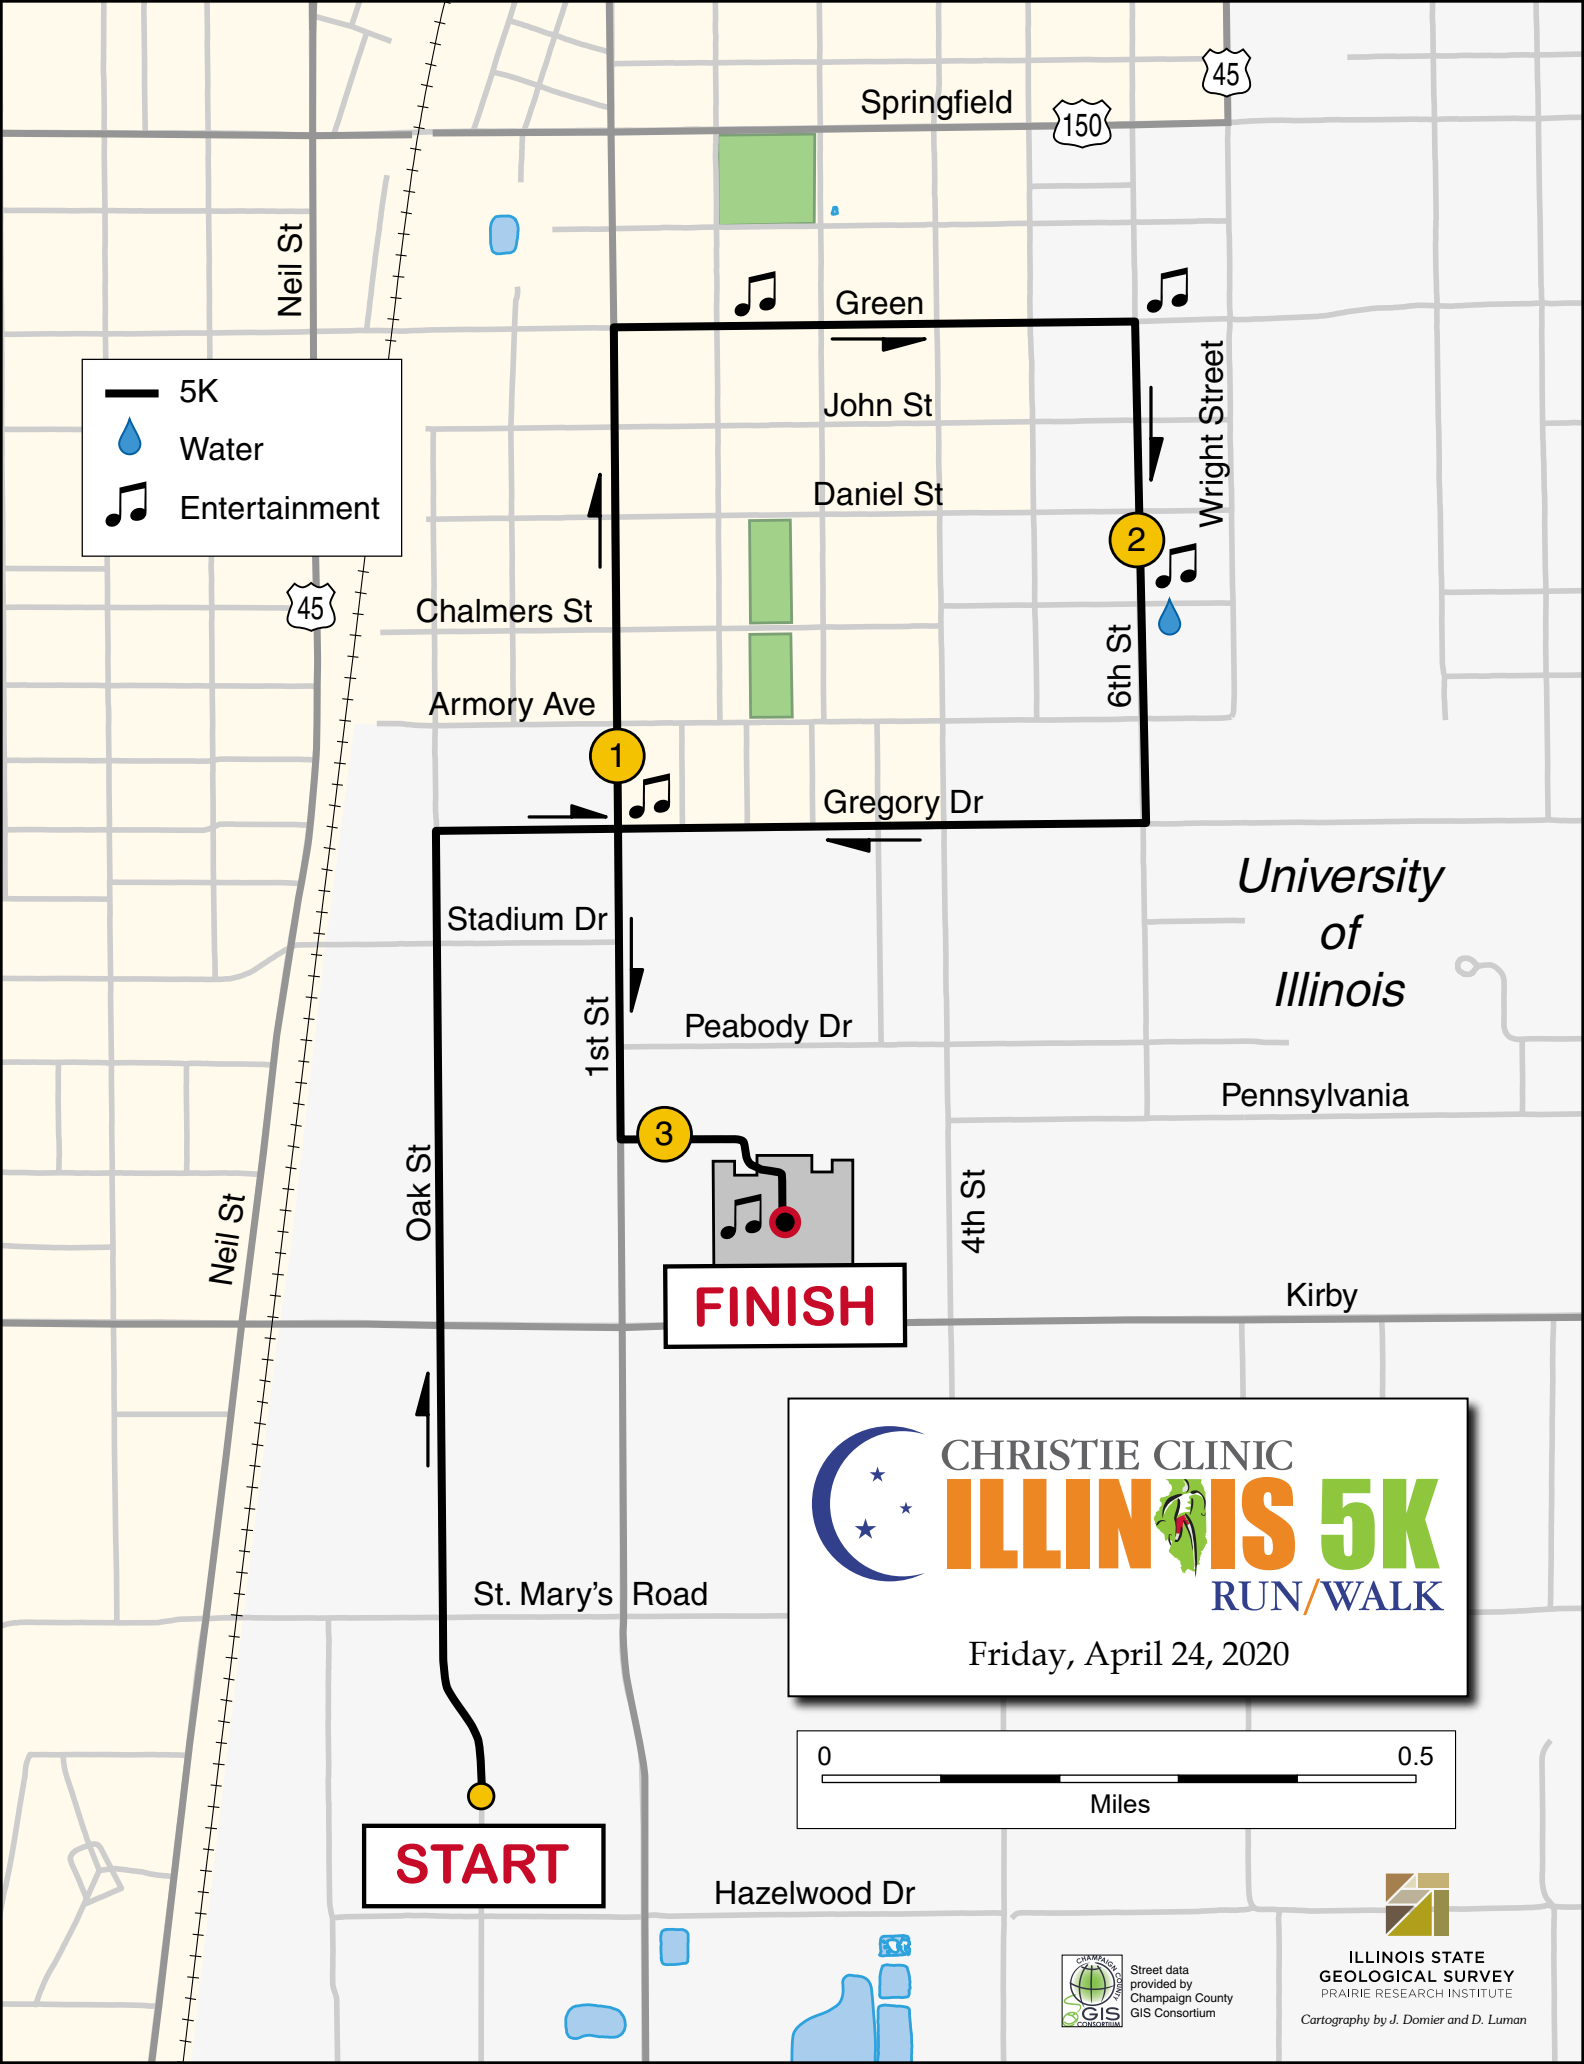 45
Springfield
150
Neil St
Green
5K
Water
Entertainment
John St
Wright Street
Daniel St
2
45
Chalmers St
6th St
Armory Ave
1
Gregory Dr
University
of
Illinois
Stadium Dr
1st St
Peabody Dr
Pennsylvania
3
Oak St
Neil St
4th St
FINISH
Kirby
CHRISTIE CLINIC
ILLINOIS 5K
RUN/WALK
Friday, April 24, 2020
St. Mary's Road
0 0.5
Miles
START
Hazelwood Dr
CHAMPAIGN COUNTY
GIS
CONSORTIUM
Street data
provided by
Champaign County
GIS Consortium
ILLINOIS STATE
GEOLOGICAL SURVEY
PRAIRIE RESEARCH INSTITUTE
Cartography by J. Domier and D. Luman